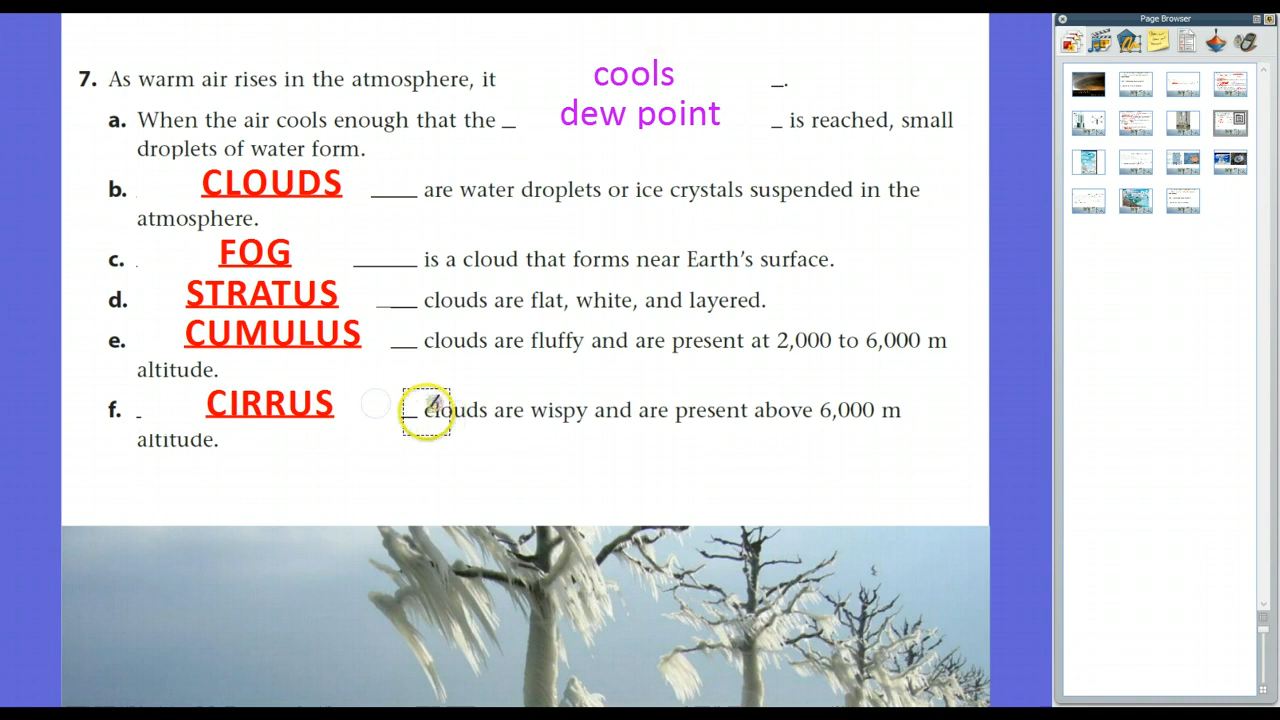 Page Browser
7. As warm air rises in the atmosphere, it cools _.
a. When the air cools enough that the _ dew point _ is reached, small
droplets of water form.
b. CLOUDS ____ are water droplets or ice crystals suspended in the
atmosphere.
c. FOG ____ is a cloud that forms near Earth's surface.
d. STRATUS ____ clouds are flat, white, and layered.
e. CUMULUS __ clouds are fluffy and are present at 2,000 to 6,000 m
altitude.
f. _ CIRRUS _ clouds are wispy and are present above 6,000 m
altitude.